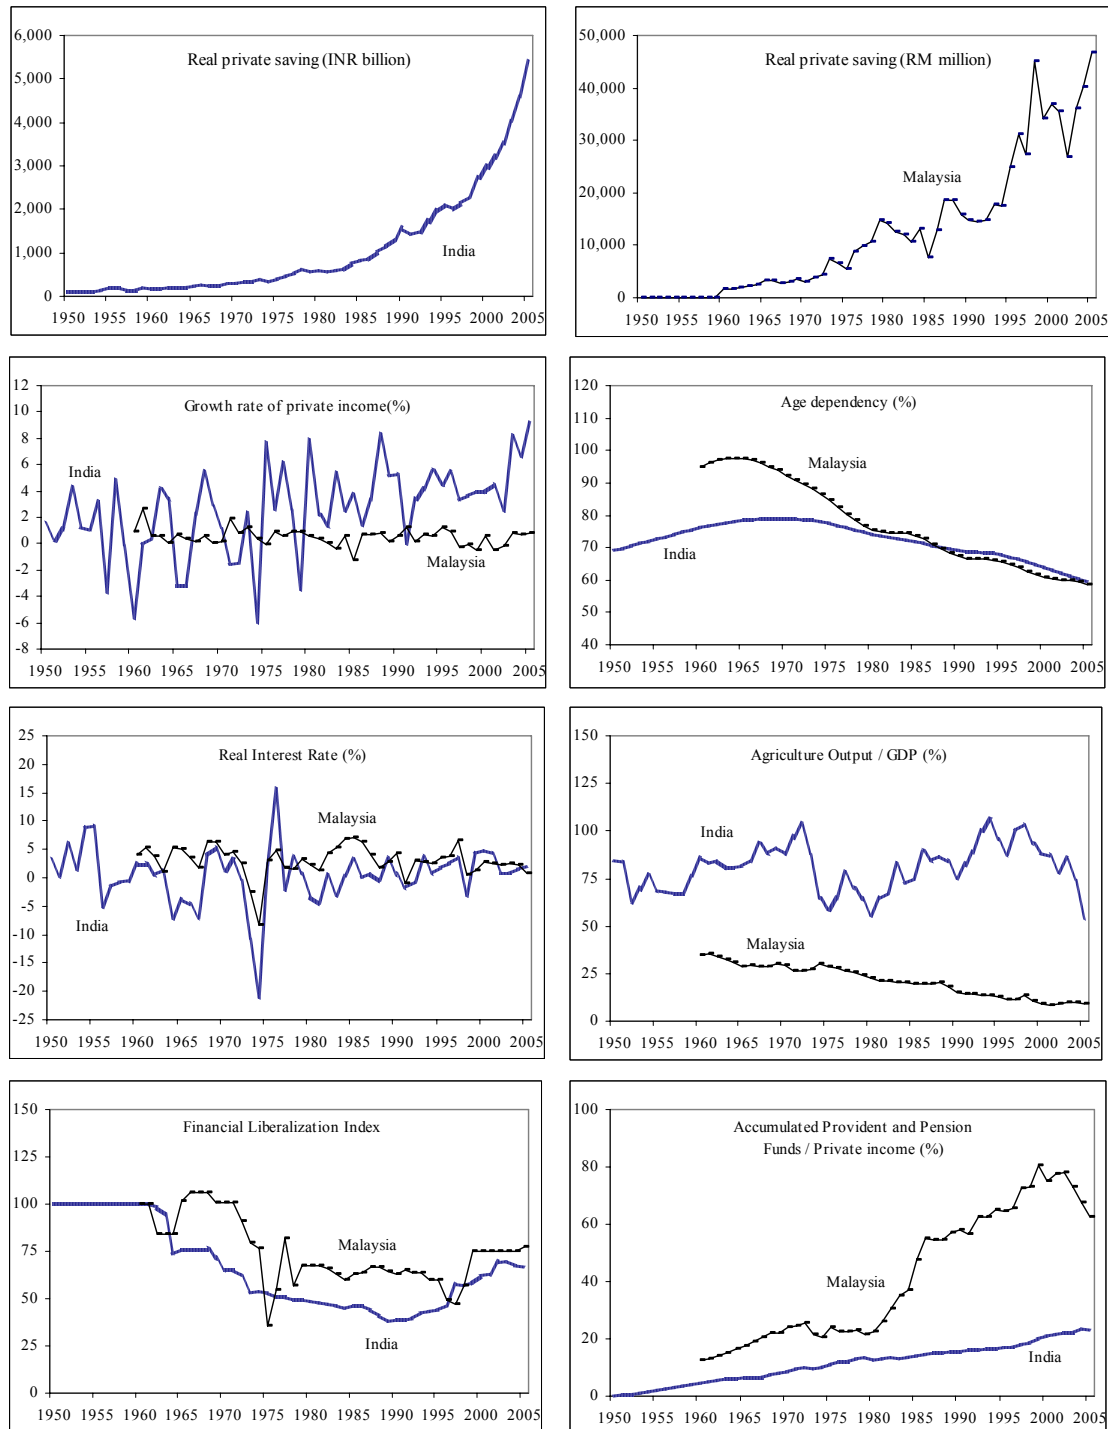 Real private saving (INR billion)
6,000
5,000
4,000
3,000
2,000
1,000
0
India
1950 1955 1960 1965 1970 1975 1980 1985 1990 1995 2000 2005
Real private saving (RM million)
50,000
40,000
30,000
20,000
10,000
0
Malaysia
1950 1955 1960 1965 1970 1975 1980 1985 1990 1995 2000 2005
Growth rate of private income(%)
12
10
8
6
4
2
0
-2
-4
-6
-8
India
Malaysia
1950 1955 1960 1965 1970 1975 1980 1985 1990 1995 2000 2005
Age dependency (%)
120
110
100
90
80
70
60
50
40
Malaysia
India
1950 1955 1960 1965 1970 1975 1980 1985 1990 1995 2000 2005
Real Interest Rate (%)
25
20
15
10
5
0
-5
-10
-15
-20
-25
Malaysia
India
1950 1955 1960 1965 1970 1975 1980 1985 1990 1995 2000 2005
Agriculture Output / GDP (%)
150
125
100
75
50
25
0
India
Malaysia
1950 1955 1960 1965 1970 1975 1980 1985 1990 1995 2000 2005
Financial Liberalization Index
150
125
100
75
50
25
0
Malaysia
India
1950 1955 1960 1965 1970 1975 1980 1985 1990 1995 2000 2005
Accumulated Provident and Pension
Funds / Private income (%)
100
80
60
40
20
0
Malaysia
India
1950 1955 1960 1965 1970 1975 1980 1985 1990 1995 2000 2005